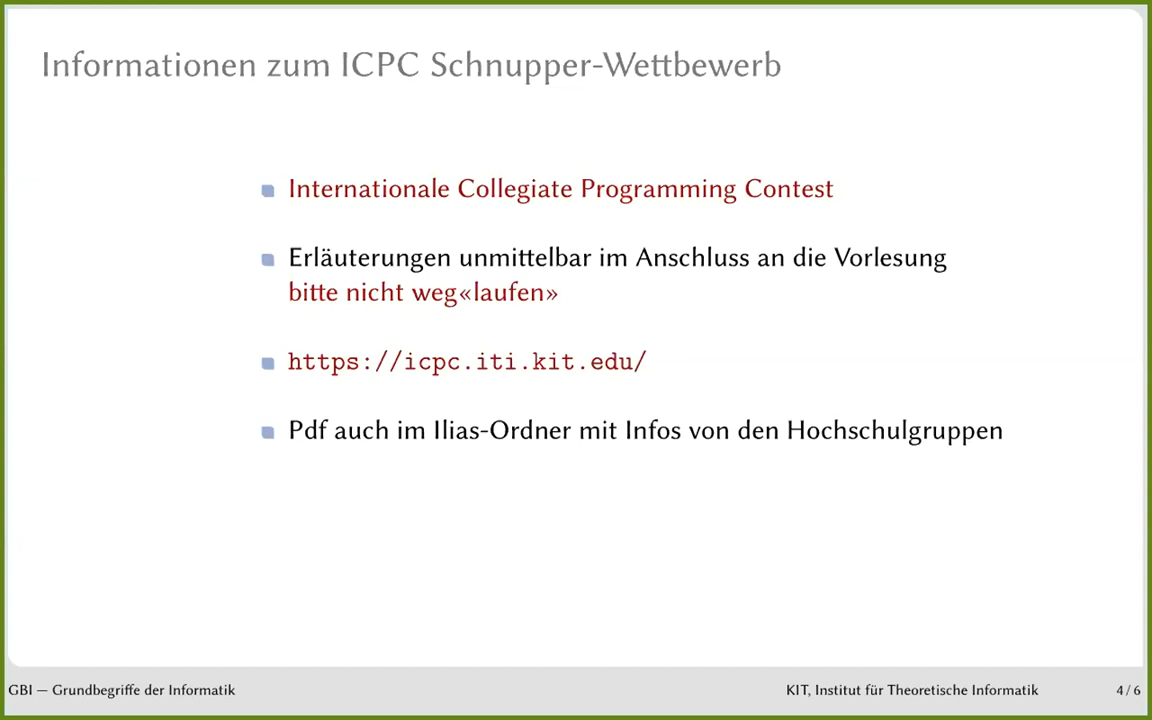 Informationen zum ICPC Schnupper-Wettbewerb
Internationale Collegiate Programming Contest
Erläuterungen unmittelbar im Anschluss an die Vorlesung
bitte nicht weg«laufen»
https://icpc.iti.kit.edu/
Pdf auch im Ilias-Ordner mit Infos von den Hochschulgruppen
GBI — Grundbegriffe der Informatik
KIT, Institut für Theoretische Informatik
4 / 6